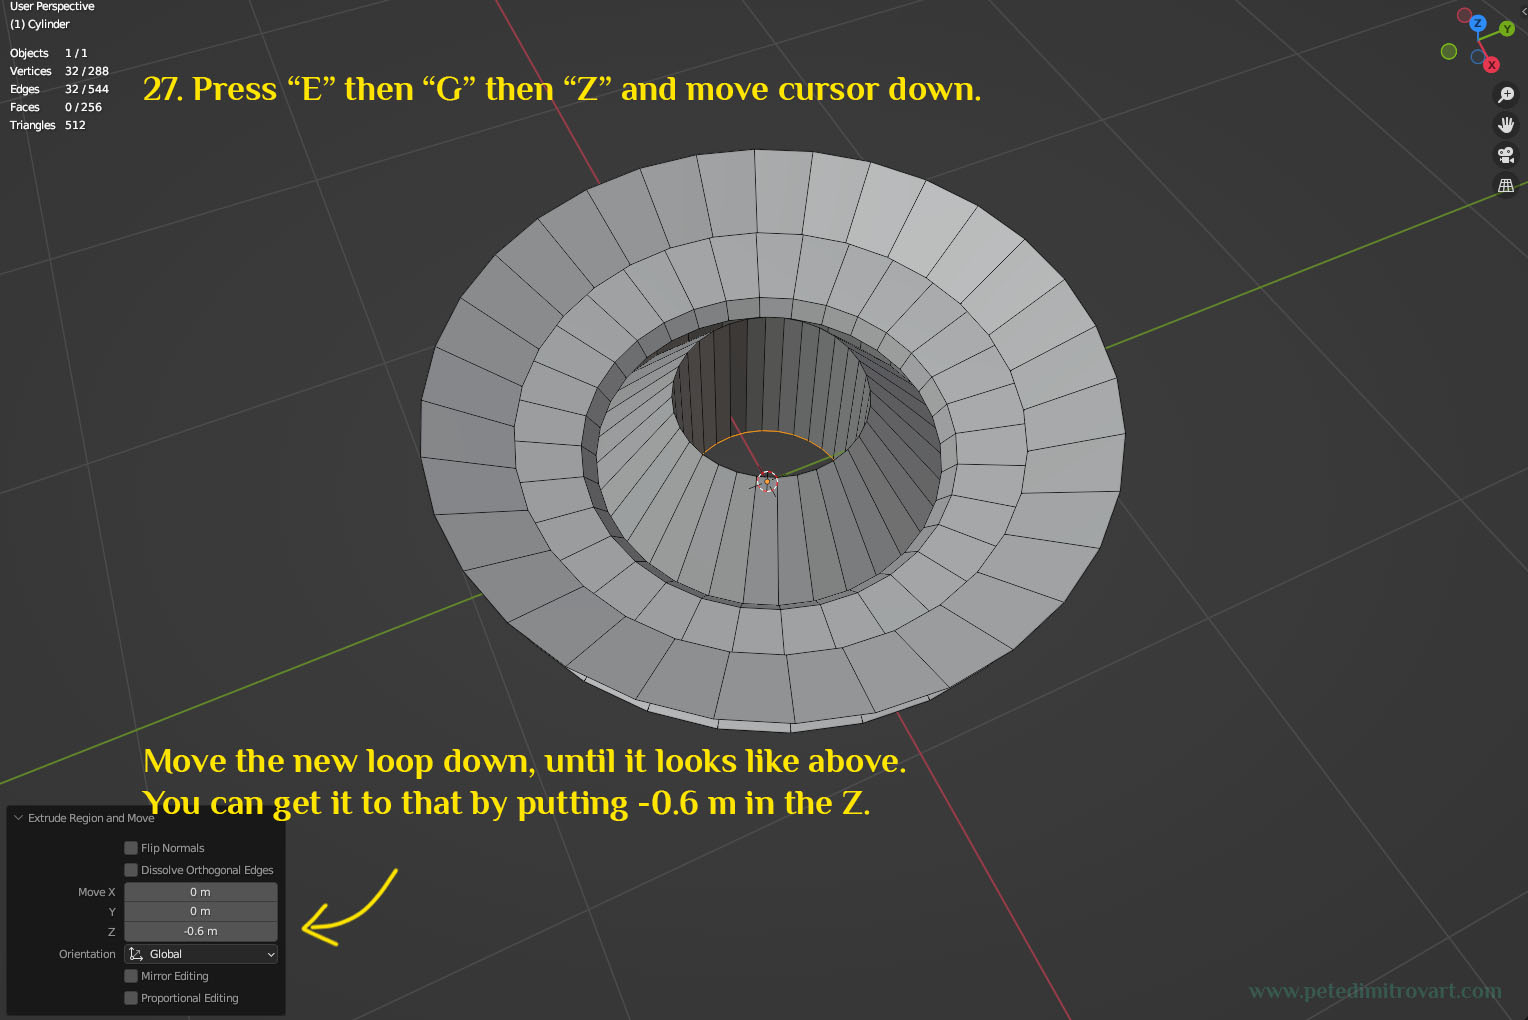 User Perspective
(1) Cylinder
Objects 1 / 1
Vertices 32 / 288
Edges 32 / 544
Faces 0 / 256
Triangles 512
27. Press “E” then “G” then “Z” and move cursor down.
Z
Y
X
Move the new loop down, until it looks like above.
You can get it to that by putting -0.6 m in the Z.
Extrude Region and Move
Flip Normals
Dissolve Orthogonal Edges
Move X 0 m
Y 0 m
Z -0.6 m
Orientation Global
Mirror Editing
Proportional Editing
www.petedimitrovart.com